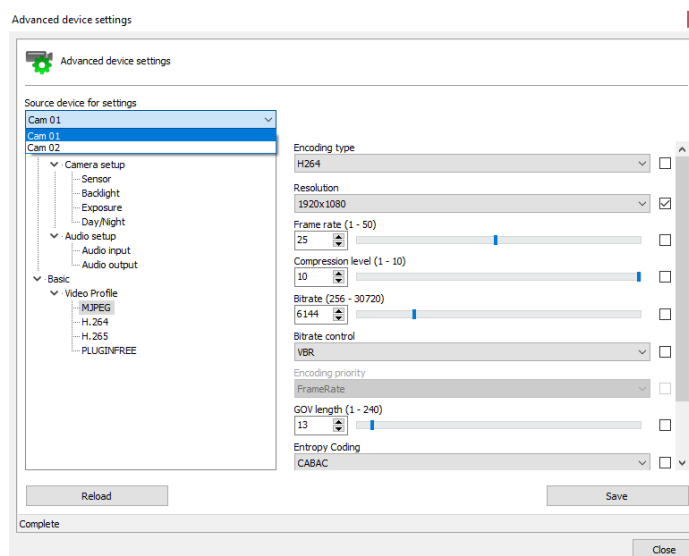 Advanced device settings
Advanced device settings
Source device for settings
Cam 01
Cam 01
Cam 02
Camera setup
Sensor
Backlight
Exposure
Day/Night
Audio setup
Audio input
Audio output
Basic
Video Profile
MJPEG
H.264
H.265
PLUGINFREE
Encoding type
H264
Resolution
1920x1080
Frame rate (1 - 50)
25
Compression level (1 - 10)
10
Bitrate (256 - 30720)
6144
Bitrate control
VBR
Encoding priority
FrameRate
GOV length (1 - 240)
13
Entropy Coding
CABAC
Reload
Save
Complete
Close